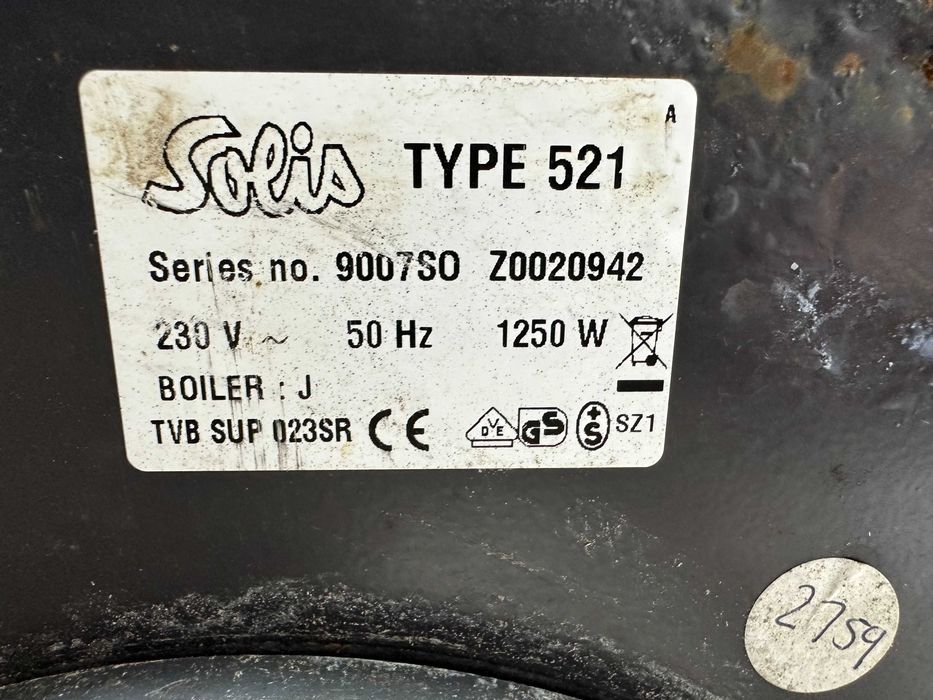 A
Solis TYPE 521
Series no. 9007SO Z0020942
230 V ~ 50 Hz 1250 W
BOILER : J
TVB SUP 023SR CE DVE GS +S SZ1
2759